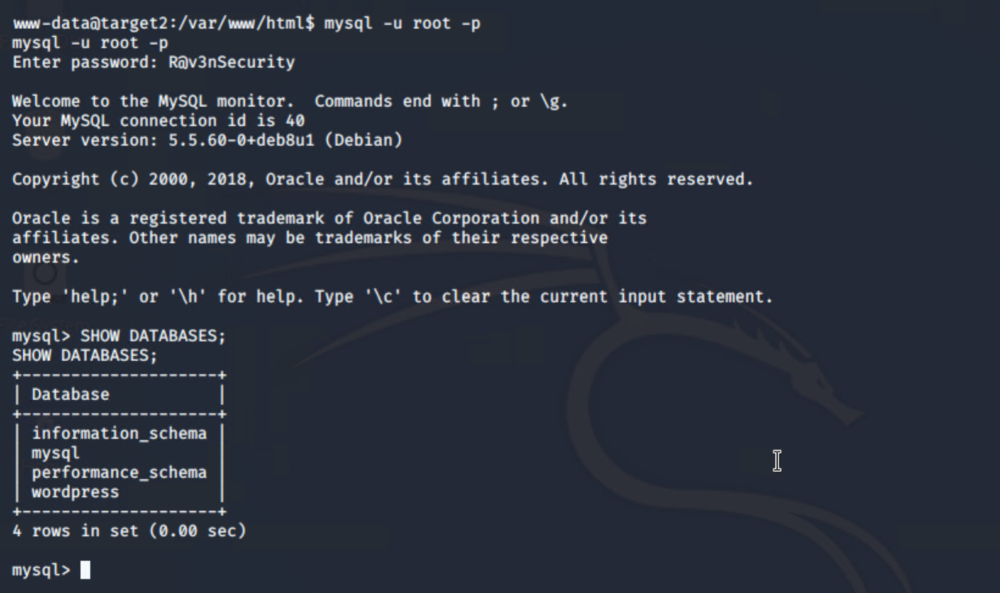 www-data@target2:/var/www/html$ mysql -u root -p
mysql -u root -p
Enter password: R@v3nSecurity
Welcome to the MySQL monitor.  Commands end with ; or \g.
Your MySQL connection id is 40
Server version: 5.5.60-0+deb8u1 (Debian)
Copyright (c) 2000, 2018, Oracle and/or its affiliates. All rights reserved.
Oracle is a registered trademark of Oracle Corporation and/or its
affiliates. Other names may be trademarks of their respective
owners.
Type 'help;' or '\h' for help. Type '\c' to clear the current input statement.
mysql> SHOW DATABASES;
SHOW DATABASES;
+--------------------+
| Database           |
+--------------------+
| information_schema |
| mysql              |
| performance_schema |
| wordpress          |
+--------------------+
4 rows in set (0.00 sec)
mysql>